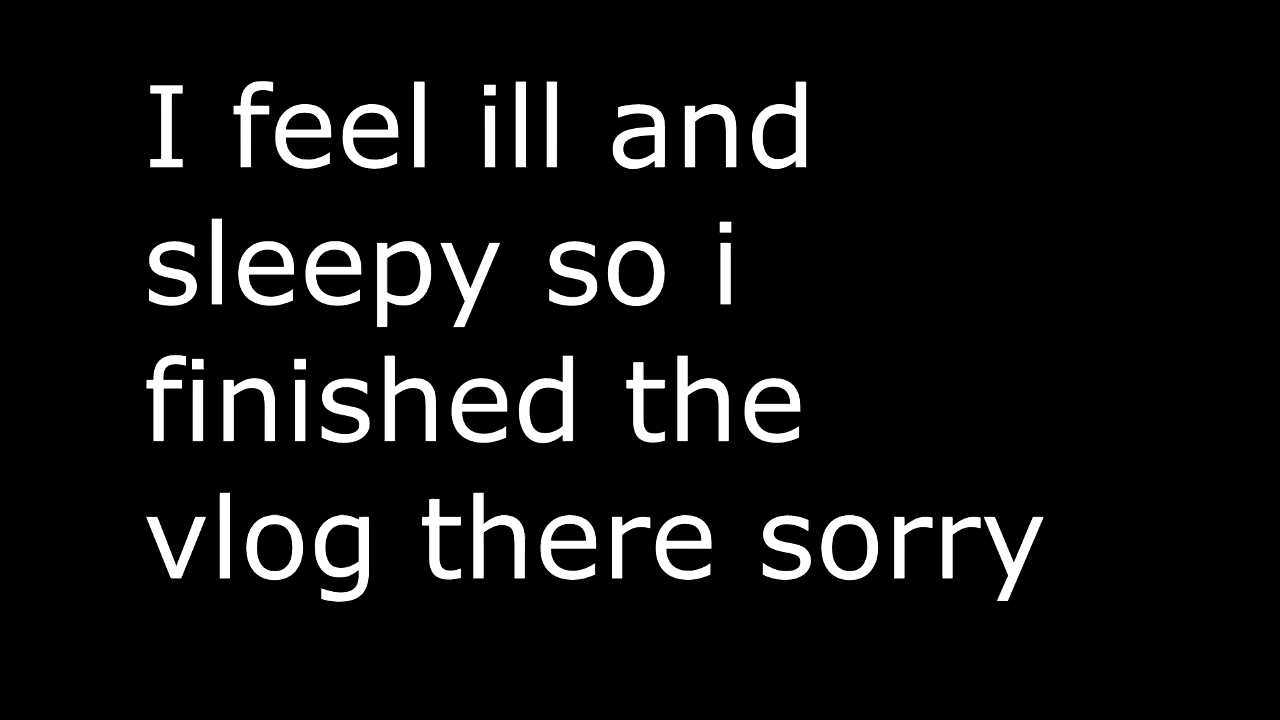 I feel ill and
sleepy so i
finished the
vlog there sorry